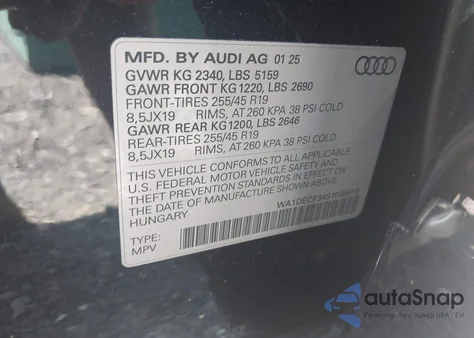 MFD. BY AUDI AG 01 25
GVWR KG 2340, LBS 5159
GAWR FRONT KG1220, LBS 2690
FRONT-TIRES 255/45 R19
8,5JX19 RIMS, AT 260 KPA 38 PSI COLD
GAWR REAR KG1200, LBS 2646
REAR-TIRES 255/45 R19
8,5JX19 RIMS, AT 260 KPA 38 PSI COLD
THIS VEHICLE CONFORMS TO ALL APPLICABLE
U.S. FEDERAL MOTOR VEHICLE SAFETY AND
THEFT PREVENTION STANDARDS IN EFFECT ON
DATE OF MANUFACTURE SHOWN ABOVE
HUNGARY
TYPE:
MPV
autoSnap